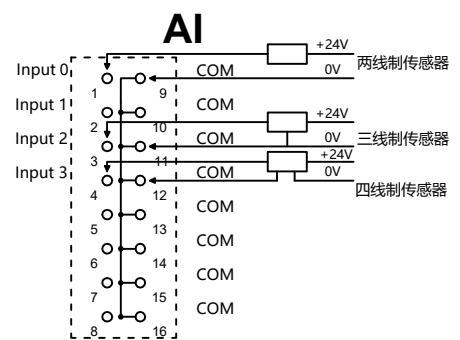 AI
+24V
两线制传感器
Input 0
COM
0V
1
9
Input 1
COM
+24V
2
10
Input 2
COM
0V
三线制传感器
3
11
+24V
Input 3
COM
0V
4
12
四线制传感器
COM
5
13
COM
6
14
COM
7
15
COM
8
16